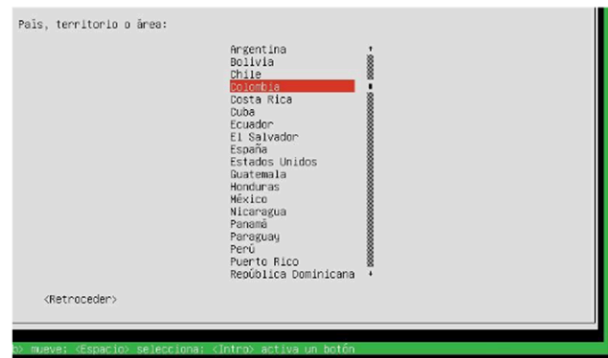 País, territorio o área:
Argentina
Bolivia
Chile
Colombia
Costa Rica
Cuba
Ecuador
El Salvador
España
Estados Unidos
Guatemala
Honduras
México
Nicaragua
Panamá
Paraguay
Perú
Puerto Rico
República Dominicana
<Retroceder>
b> mueve; <Espacio> selecciona; <Intro> activa un botón